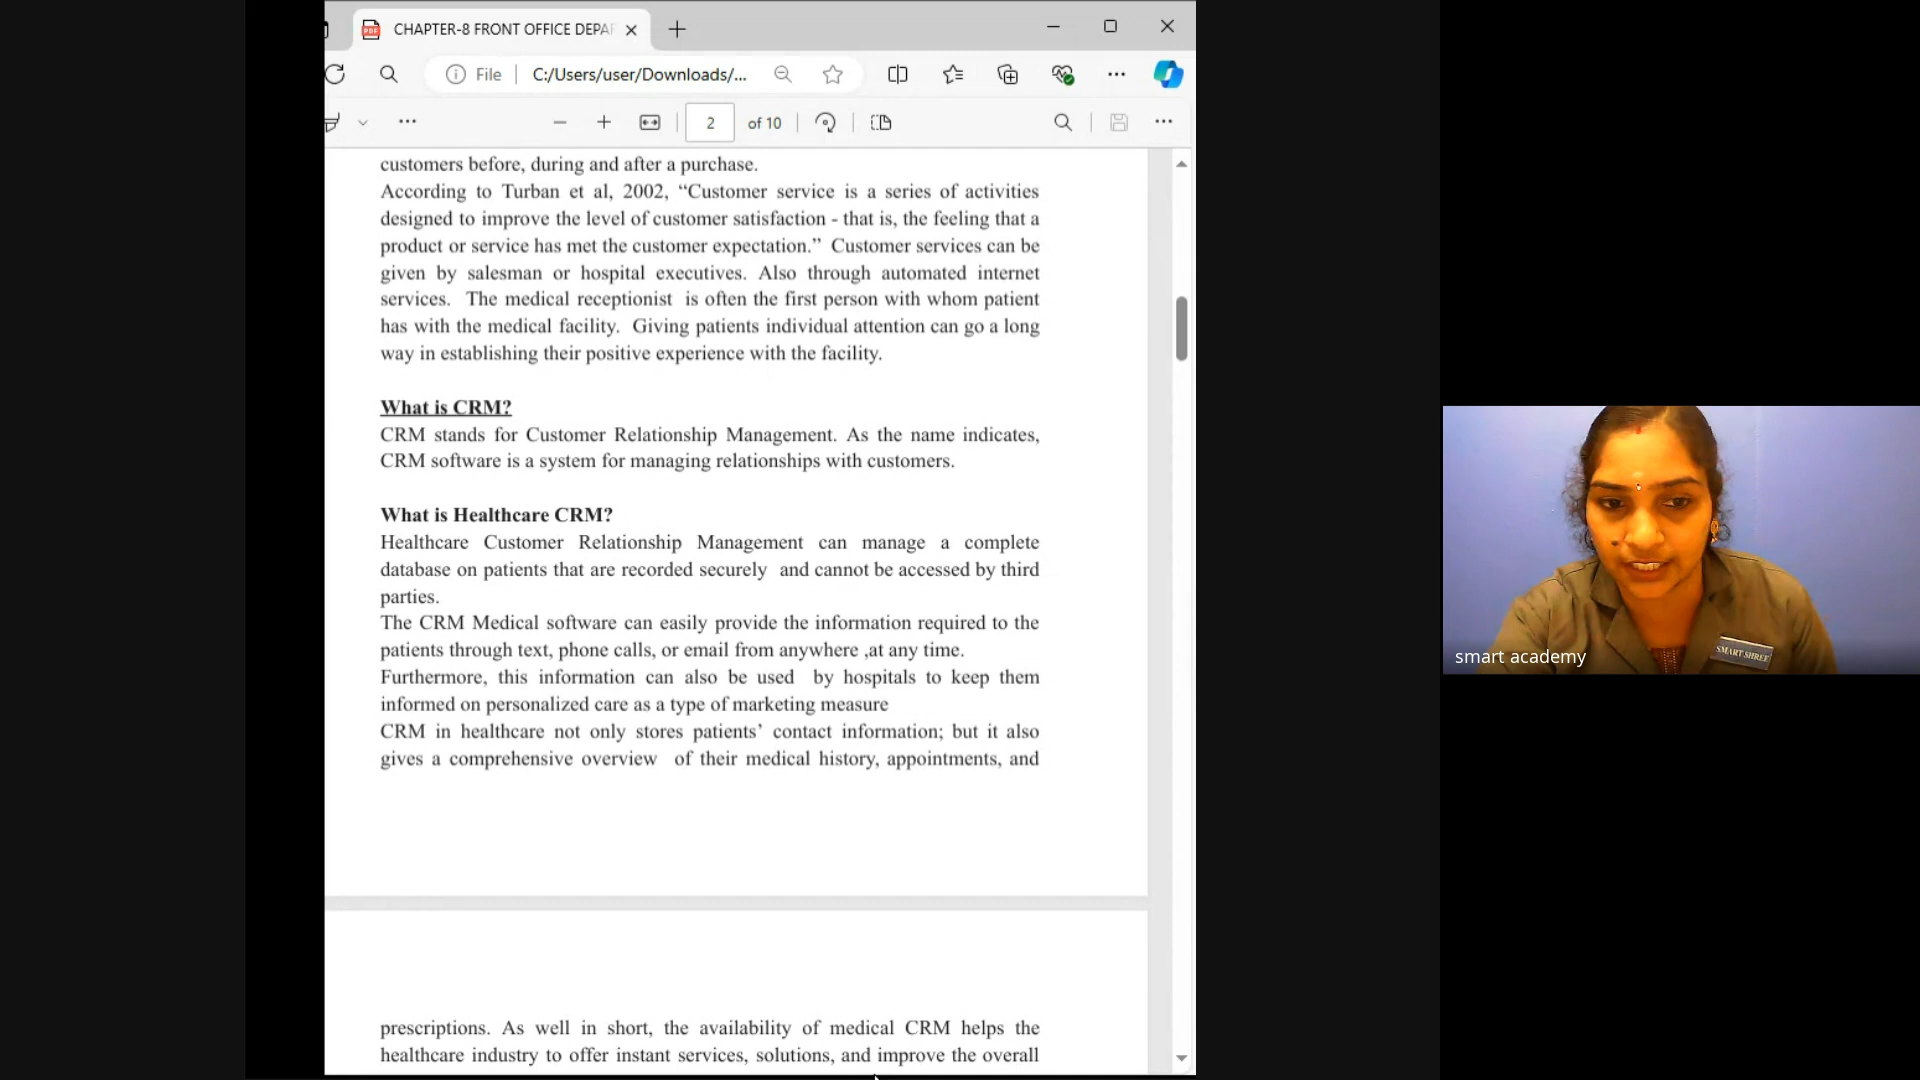 CHAPTER-8 FRONT OFFICE DEPA
File
C:/Users/user/Downloads/...
2 of 10
customers before, during and after a purchase.
According to Turban et al, 2002, “Customer service is a series of activities
designed to improve the level of customer satisfaction - that is, the feeling that a
product or service has met the customer expectation.” Customer services can be
given by salesman or hospital executives. Also through automated internet
services. The medical receptionist is often the first person with whom patient
has with the medical facility. Giving patients individual attention can go a long
way in establishing their positive experience with the facility.
What is CRM?
CRM stands for Customer Relationship Management. As the name indicates,
CRM software is a system for managing relationships with customers.
What is Healthcare CRM?
Healthcare Customer Relationship Management can manage a complete
database on patients that are recorded securely and cannot be accessed by third
parties.
The CRM Medical software can easily provide the information required to the
patients through text, phone calls, or email from anywhere ,at any time.
Furthermore, this information can also be used by hospitals to keep them
informed on personalized care as a type of marketing measure
CRM in healthcare not only stores patients’ contact information; but it also
gives a comprehensive overview of their medical history, appointments, and
prescriptions. As well in short, the availability of medical CRM helps the
healthcare industry to offer instant services, solutions, and improve the overall
SMART SHREE
smart academy